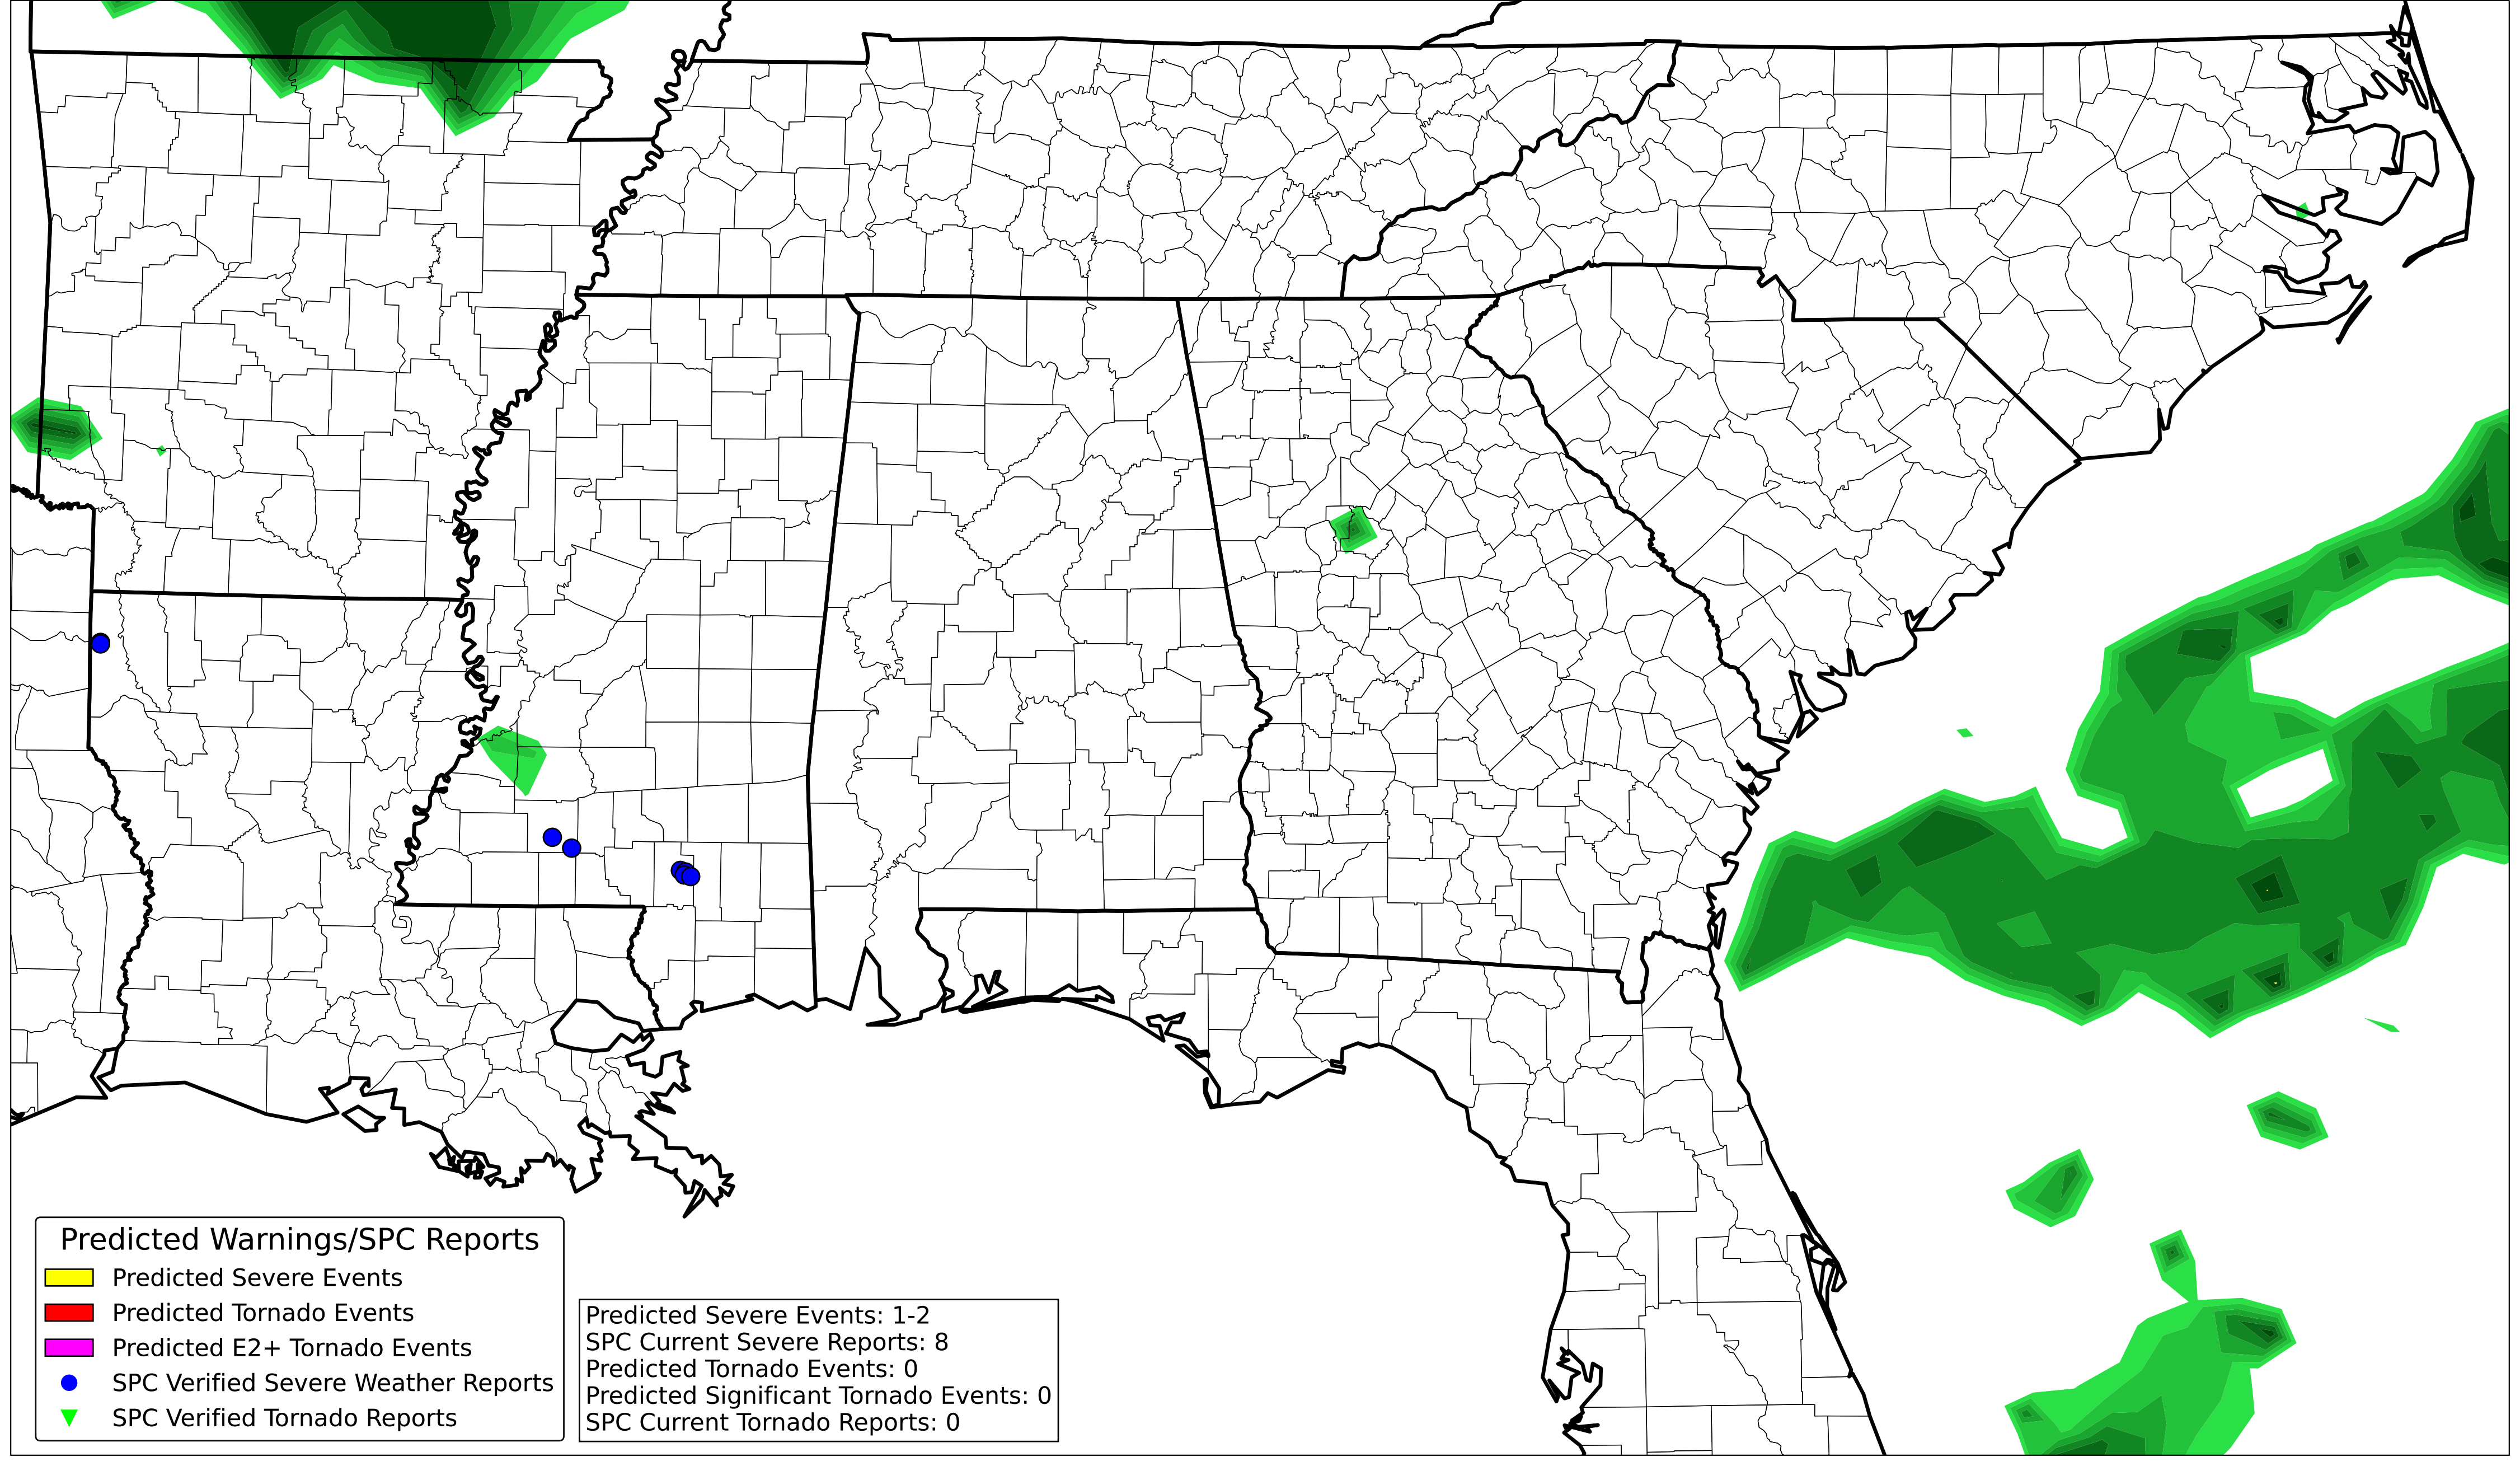 Predicted Warnings/SPC Reports
Predicted Severe Events
Predicted Tornado Events
Predicted E2+ Tornado Events
SPC Verified Severe Weather Reports
SPC Verified Tornado Reports
Predicted Severe Events: 1-2
SPC Current Severe Reports: 8
Predicted Tornado Events: 0
Predicted Significant Tornado Events: 0
SPC Current Tornado Reports: 0